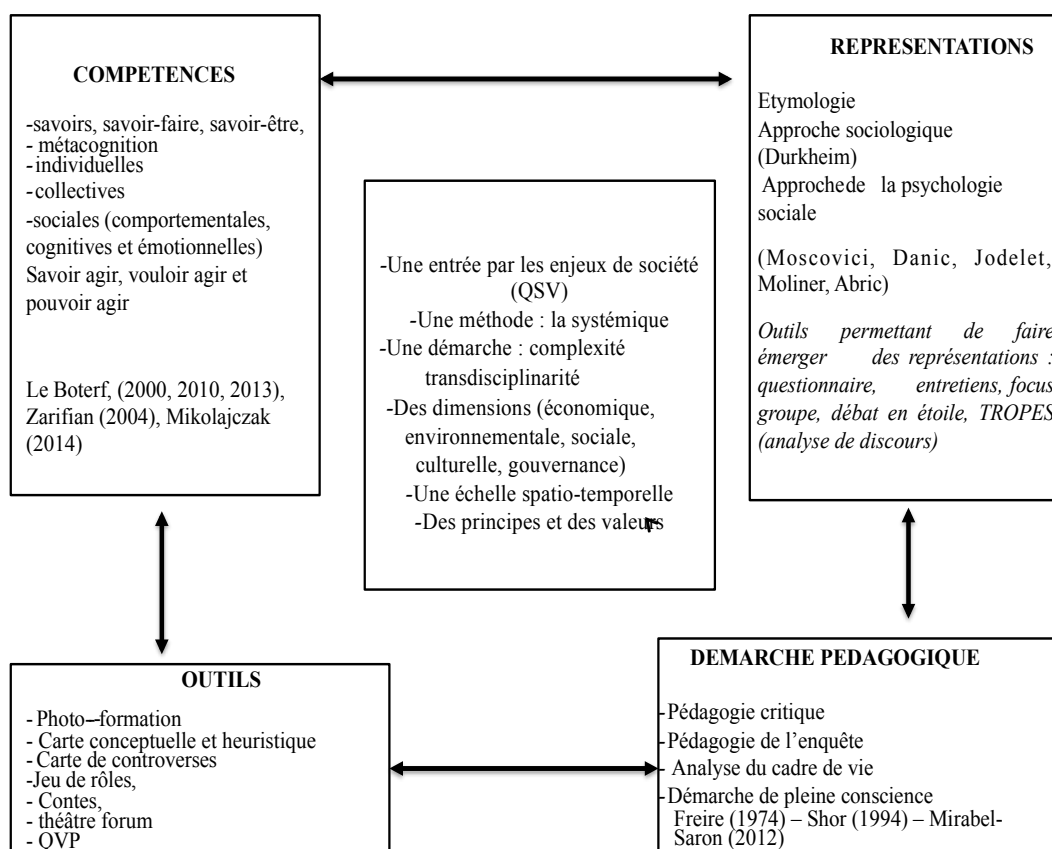 COMPETENCES
-savoirs, savoir-faire, savoir-être,
- métacognition
-individuelles
-collectives
-sociales (comportementales,
cognitives et émotionnelles)
Savoir agir, vouloir agir et
pouvoir agir
Le Boterf, (2000, 2010, 2013),
Zarifian (2004), Mikolajczak
(2014)
REPRESENTATIONS
Etymologie
Approche sociologique
(Durkheim)
Approchede la psychologie
sociale
(Moscovici, Danic, Jodelet,
Moliner, Abric)
Outils permettant de faire
émerger des représentations :
questionnaire, entretiens, focus
groupe, débat en étoile, TROPES
(analyse de discours)
-Une entrée par les enjeux de société
(QSV)
-Une méthode : la systémique
-Une démarche : complexité
transdisciplinarité
-Des dimensions (économique,
environnementale, sociale,
culturelle, gouvernance)
-Une échelle spatio-temporelle
-Des principes et des valeurs
OUTILS
- Photo--formation
- Carte conceptuelle et heuristique
- Carte de controverses
-Jeu de rôles,
- Contes,
- théâtre forum
- QVP
DEMARCHE PEDAGOGIQUE
-Pédagogie critique
-Pédagogie de l'enquête
- Analyse du cadre de vie
-Démarche de pleine conscience
Freire (1974) – Shor (1994) – Mirabel-
Saron (2012)